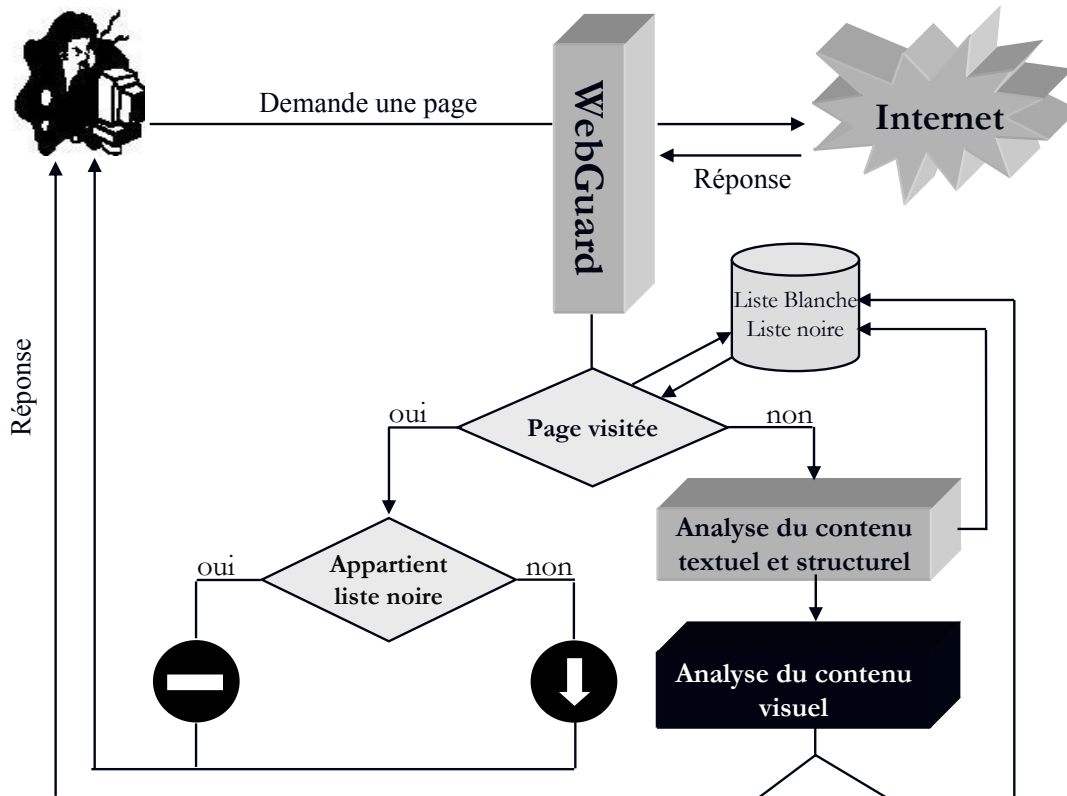 Demande une page
WebGuard
Internet
Réponse
Liste Blanche
Liste noire
Réponse
oui
Page visitée
non
Analyse du contenu
textuel et structurel
oui
Appartient
liste noire
non
Analyse du contenu
visuel